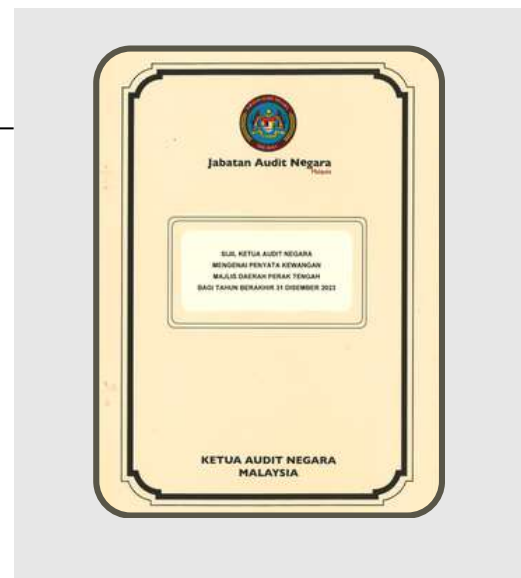 Jabatan Audit Negara
Malaysia
SIJIL KETUA AUDIT NEGARA
MENGENAI PENYATA KEWANGAN
MAJLIS DAERAH PERAK TENGAH
BAGI TAHUN BERAKHIR 31 DISEMBER 2023
KETUA AUDIT NEGARA
MALAYSIA